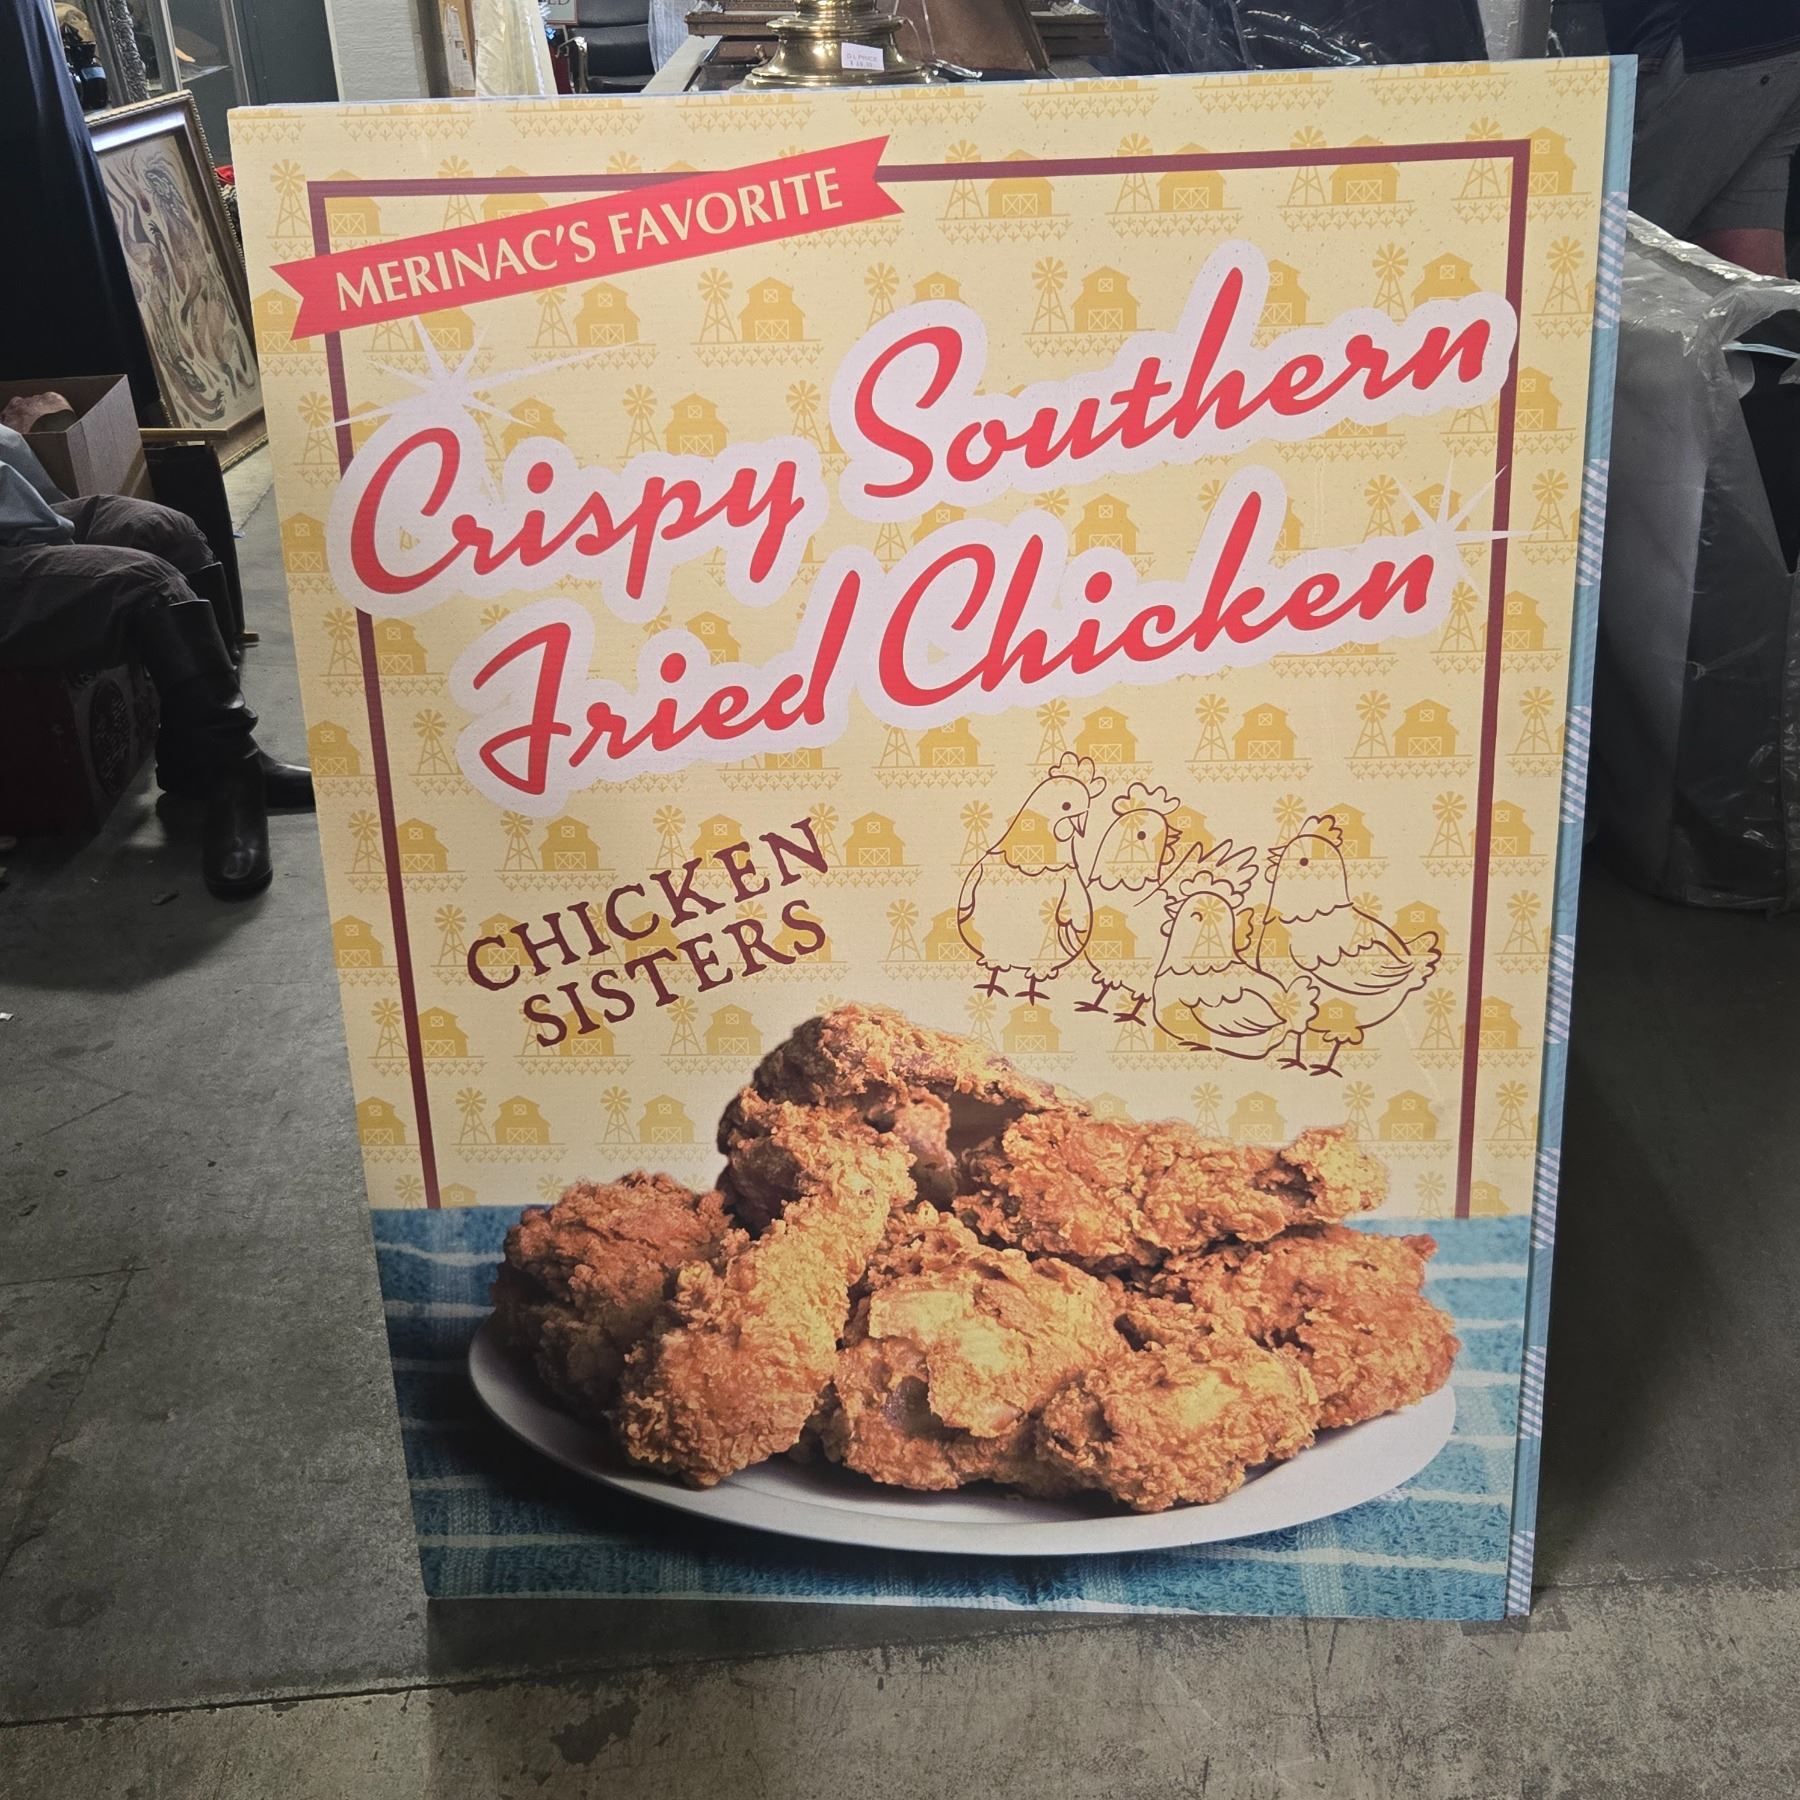 MERINAC'S FAVORITE
Crispy Southern
Fried Chicken
CHICKEN
SISTERS